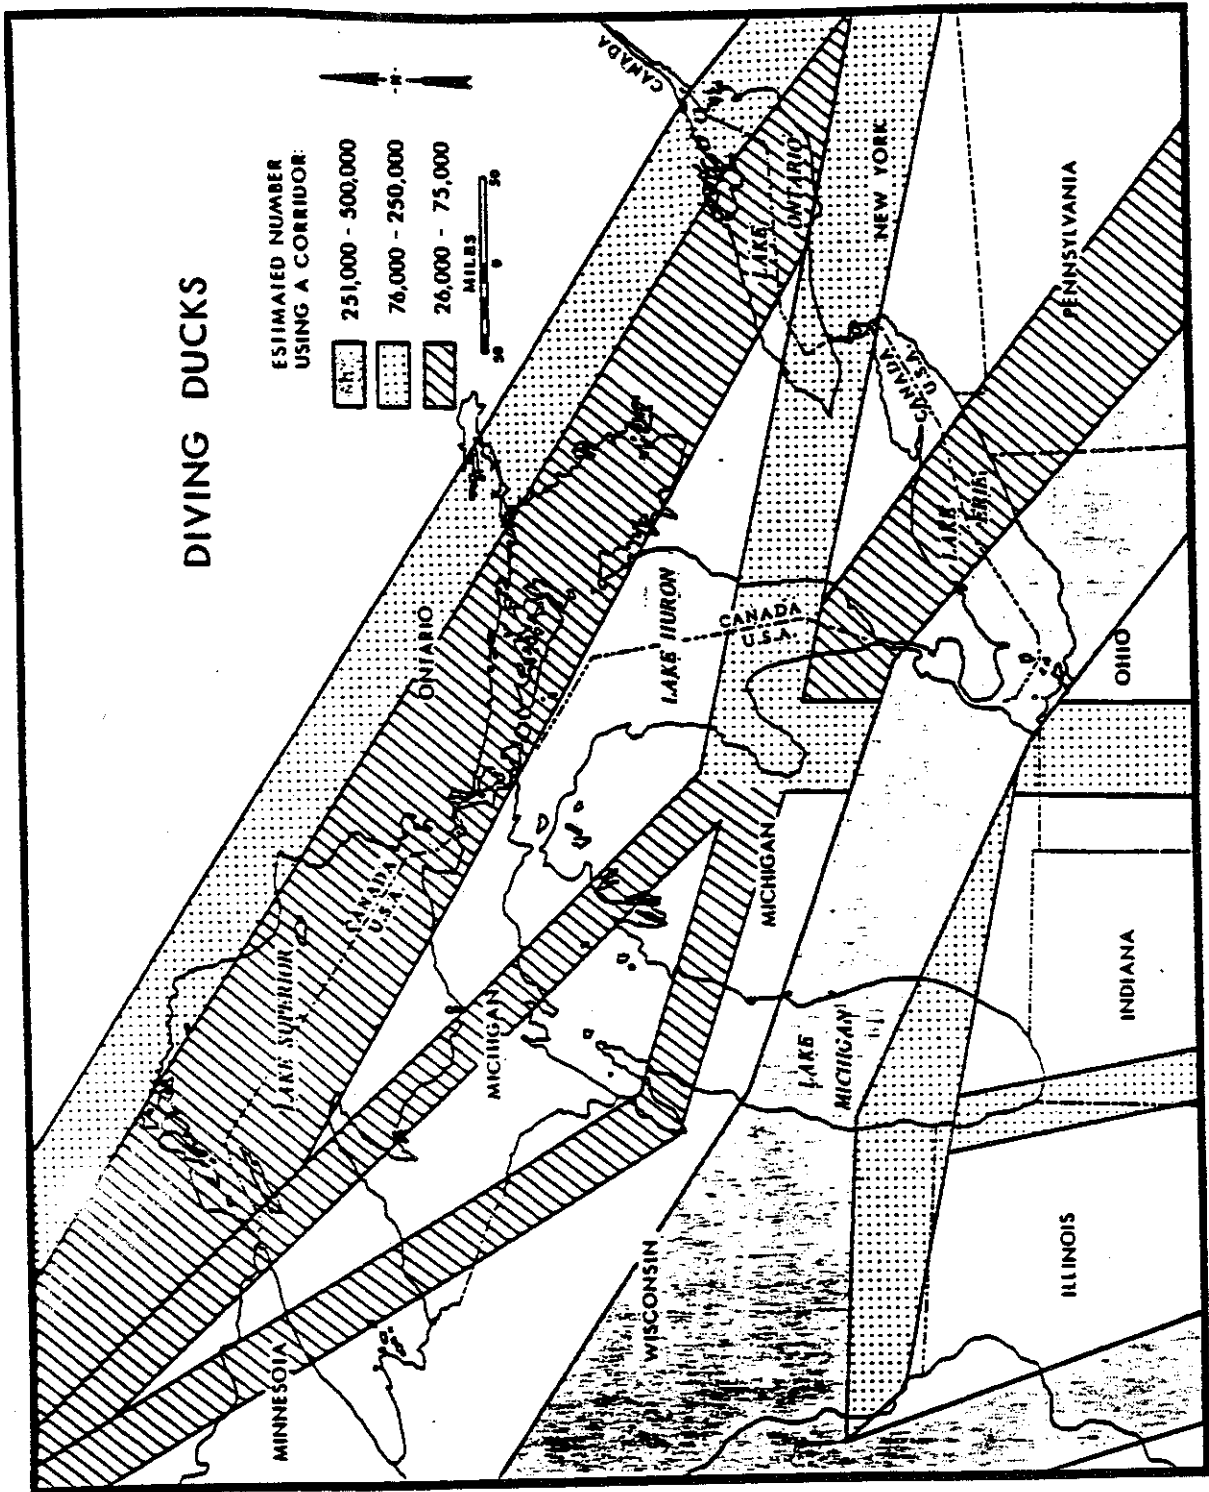 DIVING DUCKS
ESTIMATED NUMBER
USING A CORRIDOR:
251,000 - 500,000
76,000 - 250,000
26,000 - 75,000
MILES
50 0 50
-N-
CANADA
ONTARIO
LAKE SUPERIOR
CANADA
U.S.A.
MINNESOTA
MICHIGAN
LAKE HURON
CANADA
U.S.A.
LAKE
ONTARIO
NEW YORK
CANADA
U.S.A.
LAKE
ERIE
PENNSYLVANIA
WISCONSIN
LAKE
MICHIGAN
MICHIGAN
ILLINOIS
INDIANA
OHIO